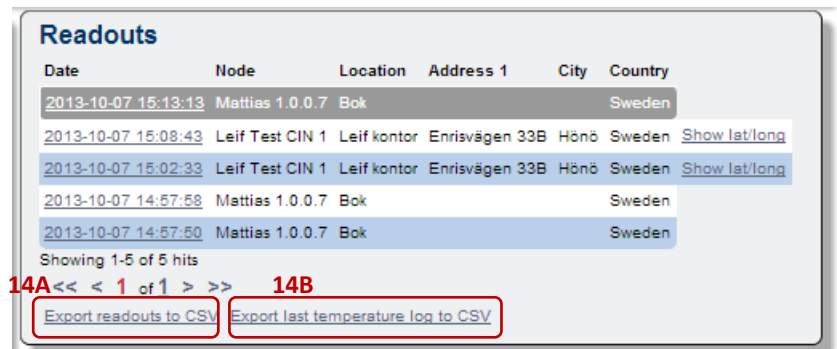 Readouts
Date Node Location Address 1 City Country
2013-10-07 15:13:13 Mattias 1.0.0.7 Bok Sweden
2013-10-07 15:08:43 Leif Test CIN 1 Leif kontor Enrisvägen 33B Hönö Sweden Show lat/long
2013-10-07 15:02:33 Leif Test CIN 1 Leif kontor Enrisvägen 33B Hönö Sweden Show lat/long
2013-10-07 14:57:58 Mattias 1.0.0.7 Bok Sweden
2013-10-07 14:57:50 Mattias 1.0.0.7 Bok Sweden
Showing 1-5 of 5 hits
14A << < 1 of 1 > >> 14B
Export readouts to CSV Export last temperature log to CSV